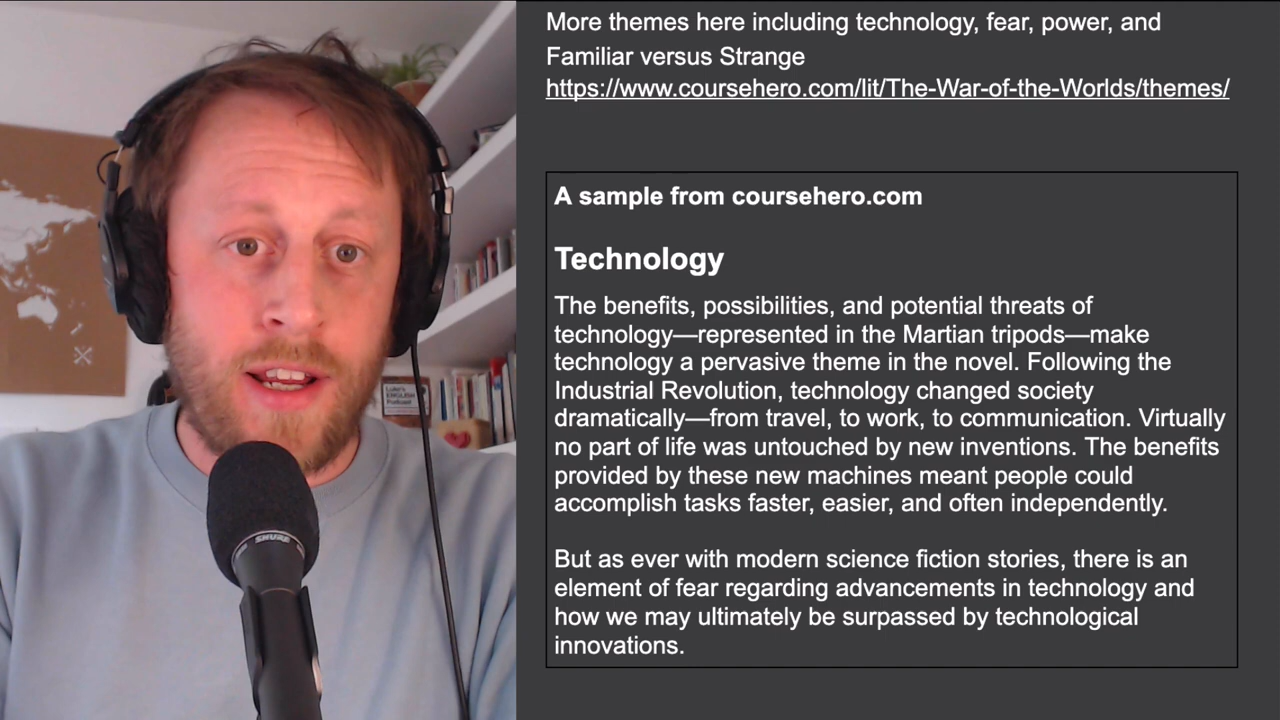 More themes here including technology, fear, power, and
Familiar versus Strange
https://www.coursehero.com/lit/The-War-of-the-Worlds/themes/
A sample from coursehero.com
Technology
The benefits, possibilities, and potential threats of
technology—represented in the Martian tripods—make
technology a pervasive theme in the novel. Following the
Industrial Revolution, technology changed society
dramatically—from travel, to work, to communication. Virtually
no part of life was untouched by new inventions. The benefits
provided by these new machines meant people could
accomplish tasks faster, easier, and often independently.
But as ever with modern science fiction stories, there is an
element of fear regarding advancements in technology and
how we may ultimately be surpassed by technological
innovations.
Luke's
ENGLISH
Podcast
SHURE